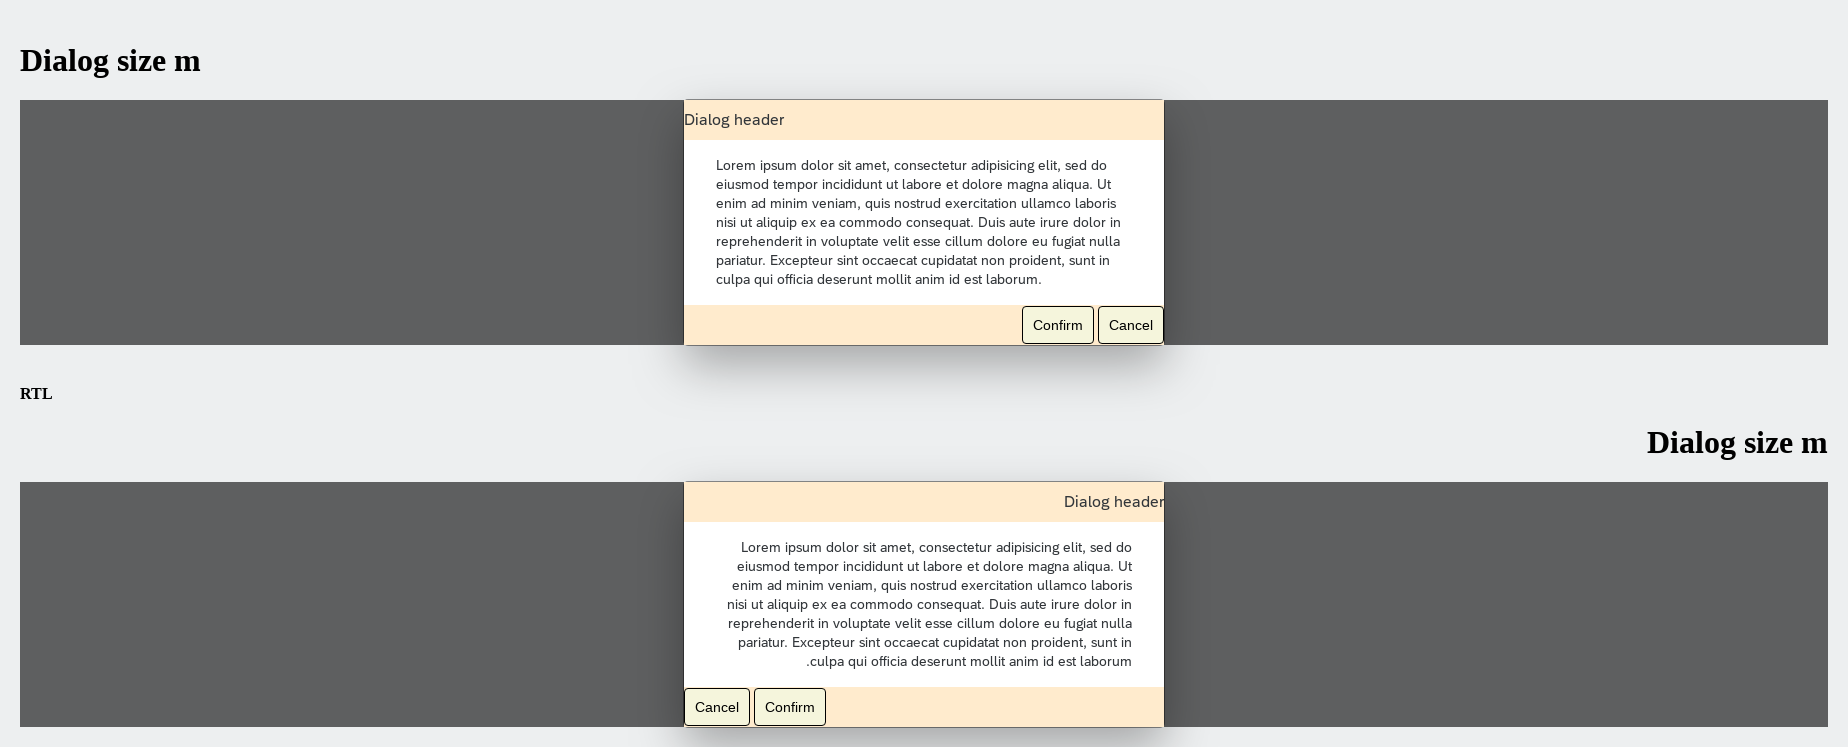 Dialog size m
Dialog header
Lorem ipsum dolor sit amet, consectetur adipisicing elit, sed do
eiusmod tempor incididunt ut labore et dolore magna aliqua. Ut
enim ad minim veniam, quis nostrud exercitation ullamco laboris
nisi ut aliquip ex ea commodo consequat. Duis aute irure dolor in
reprehenderit in voluptate velit esse cillum dolore eu fugiat nulla
pariatur. Excepteur sint occaecat cupidatat non proident, sunt in
culpa qui officia deserunt mollit anim id est laborum.
Confirm Cancel
RTL
Dialog size m
Dialog header
Lorem ipsum dolor sit amet, consectetur adipisicing elit, sed do
eiusmod tempor incididunt ut labore et dolore magna aliqua. Ut
enim ad minim veniam, quis nostrud exercitation ullamco laboris
nisi ut aliquip ex ea commodo consequat. Duis aute irure dolor in
reprehenderit in voluptate velit esse cillum dolore eu fugiat nulla
pariatur. Excepteur sint occaecat cupidatat non proident, sunt in
.culpa qui officia deserunt mollit anim id est laborum
Cancel Confirm